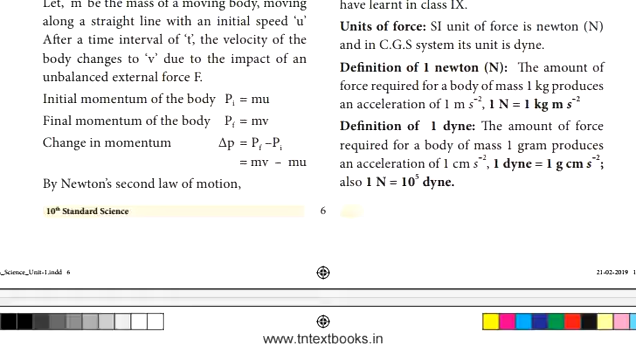 Let, 'm' be the mass of a moving body, moving
along a straight line with an initial speed 'u'
After a time interval of 't', the velocity of the
body changes to 'v' due to the impact of an
unbalanced external force F.
Initial momentum of the body Pᵢ = mu
Final momentum of the body P_f = mv
Change in momentum Δp = P_f – Pᵢ
= mv – mu
By Newton's second law of motion,
have learnt in class IX.
Units of force: SI unit of force is newton (N)
and in C.G.S system its unit is dyne.
Definition of 1 newton (N): The amount of
force required for a body of mass 1 kg produces
an acceleration of 1 m s⁻², 1 N = 1 kg m s⁻²
Definition of 1 dyne: The amount of force
required for a body of mass 1 gram produces
an acceleration of 1 cm s⁻², 1 dyne = 1 g cm s⁻²;
also 1 N = 10⁵ dyne.
10th Standard Science 6
_Science_Unit-1.indd 6 21-02-2019 1
www.tntextbooks.in